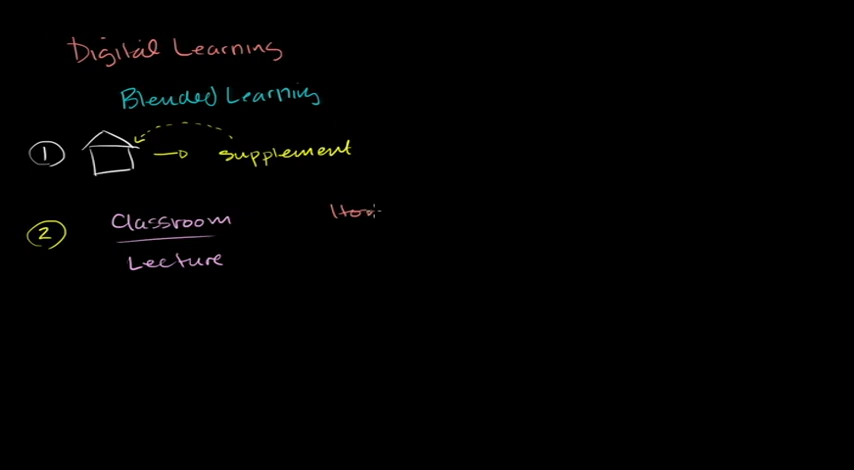 Digital Learning
Blended Learning
1 supplement
2 Classroom
Lecture